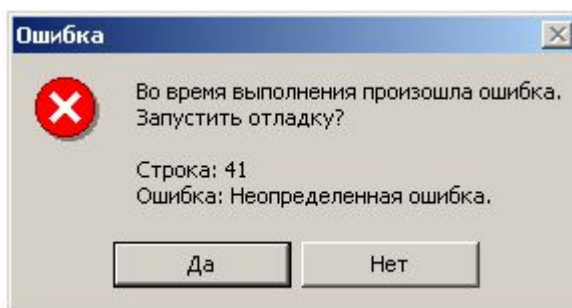 Ошибка
Во время выполнения произошла ошибка.
Запустить отладку?
Строка: 41
Ошибка: Неопределенная ошибка.
Да
Нет